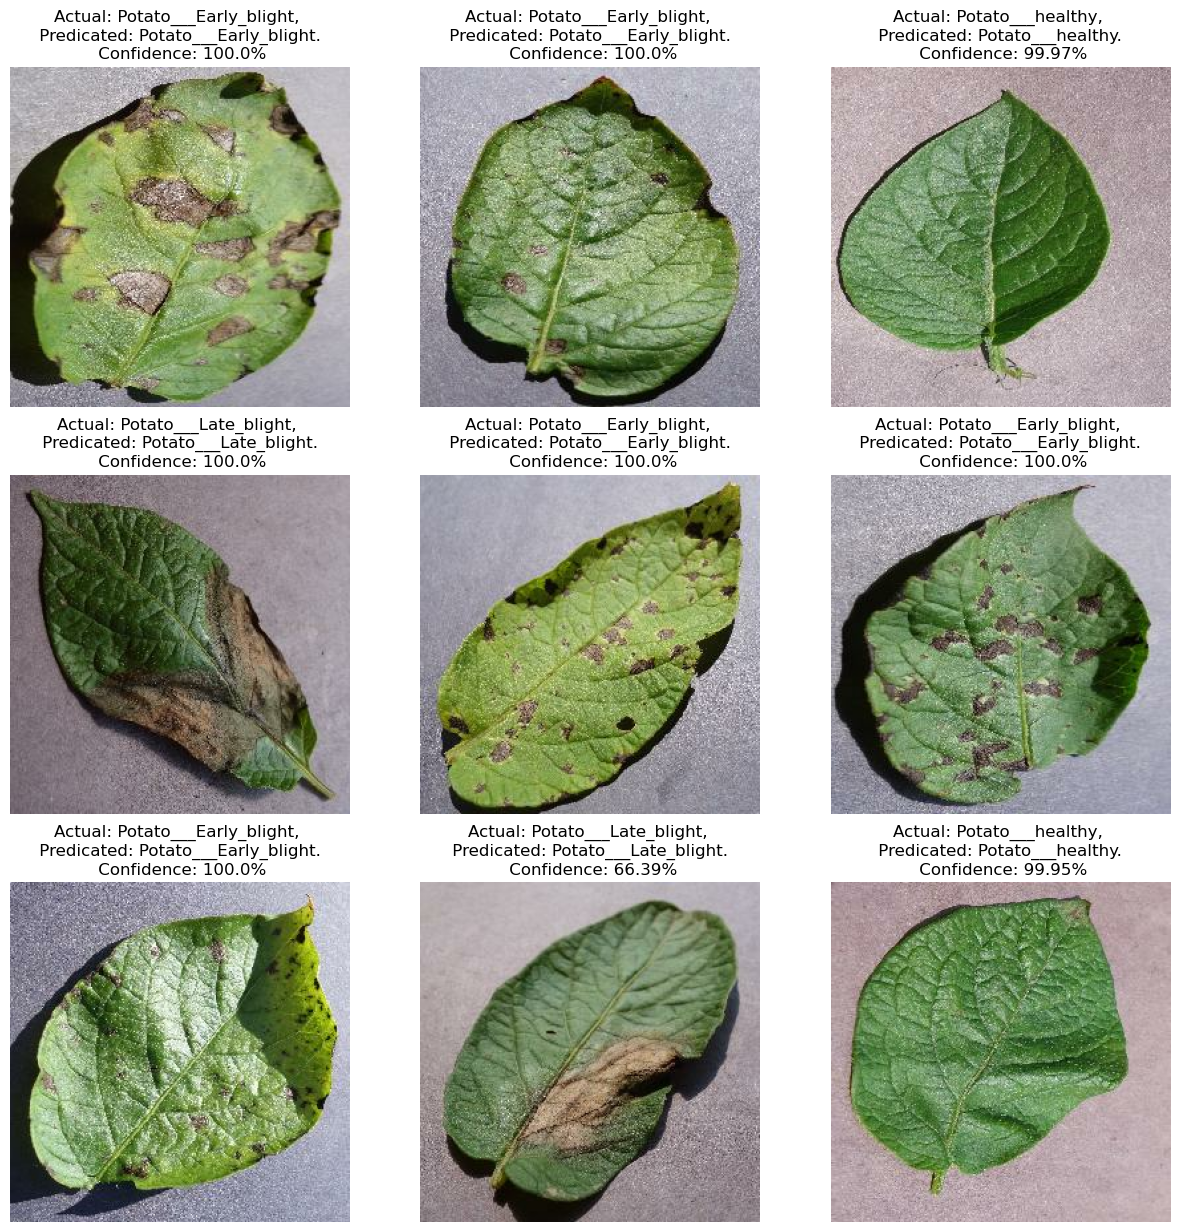 Actual: Potato___Early_blight,
Predicated: Potato___Early_blight.
Confidence: 100.0%
Actual: Potato___Early_blight,
Predicated: Potato___Early_blight.
Confidence: 100.0%
Actual: Potato___healthy,
Predicated: Potato___healthy.
Confidence: 99.97%
Actual: Potato___Late_blight,
Predicated: Potato___Late_blight.
Confidence: 100.0%
Actual: Potato___Early_blight,
Predicated: Potato___Early_blight.
Confidence: 100.0%
Actual: Potato___Early_blight,
Predicated: Potato___Early_blight.
Confidence: 100.0%
Actual: Potato___Early_blight,
Predicated: Potato___Early_blight.
Confidence: 100.0%
Actual: Potato___Late_blight,
Predicated: Potato___Late_blight.
Confidence: 66.39%
Actual: Potato___healthy,
Predicated: Potato___healthy.
Confidence: 99.95%